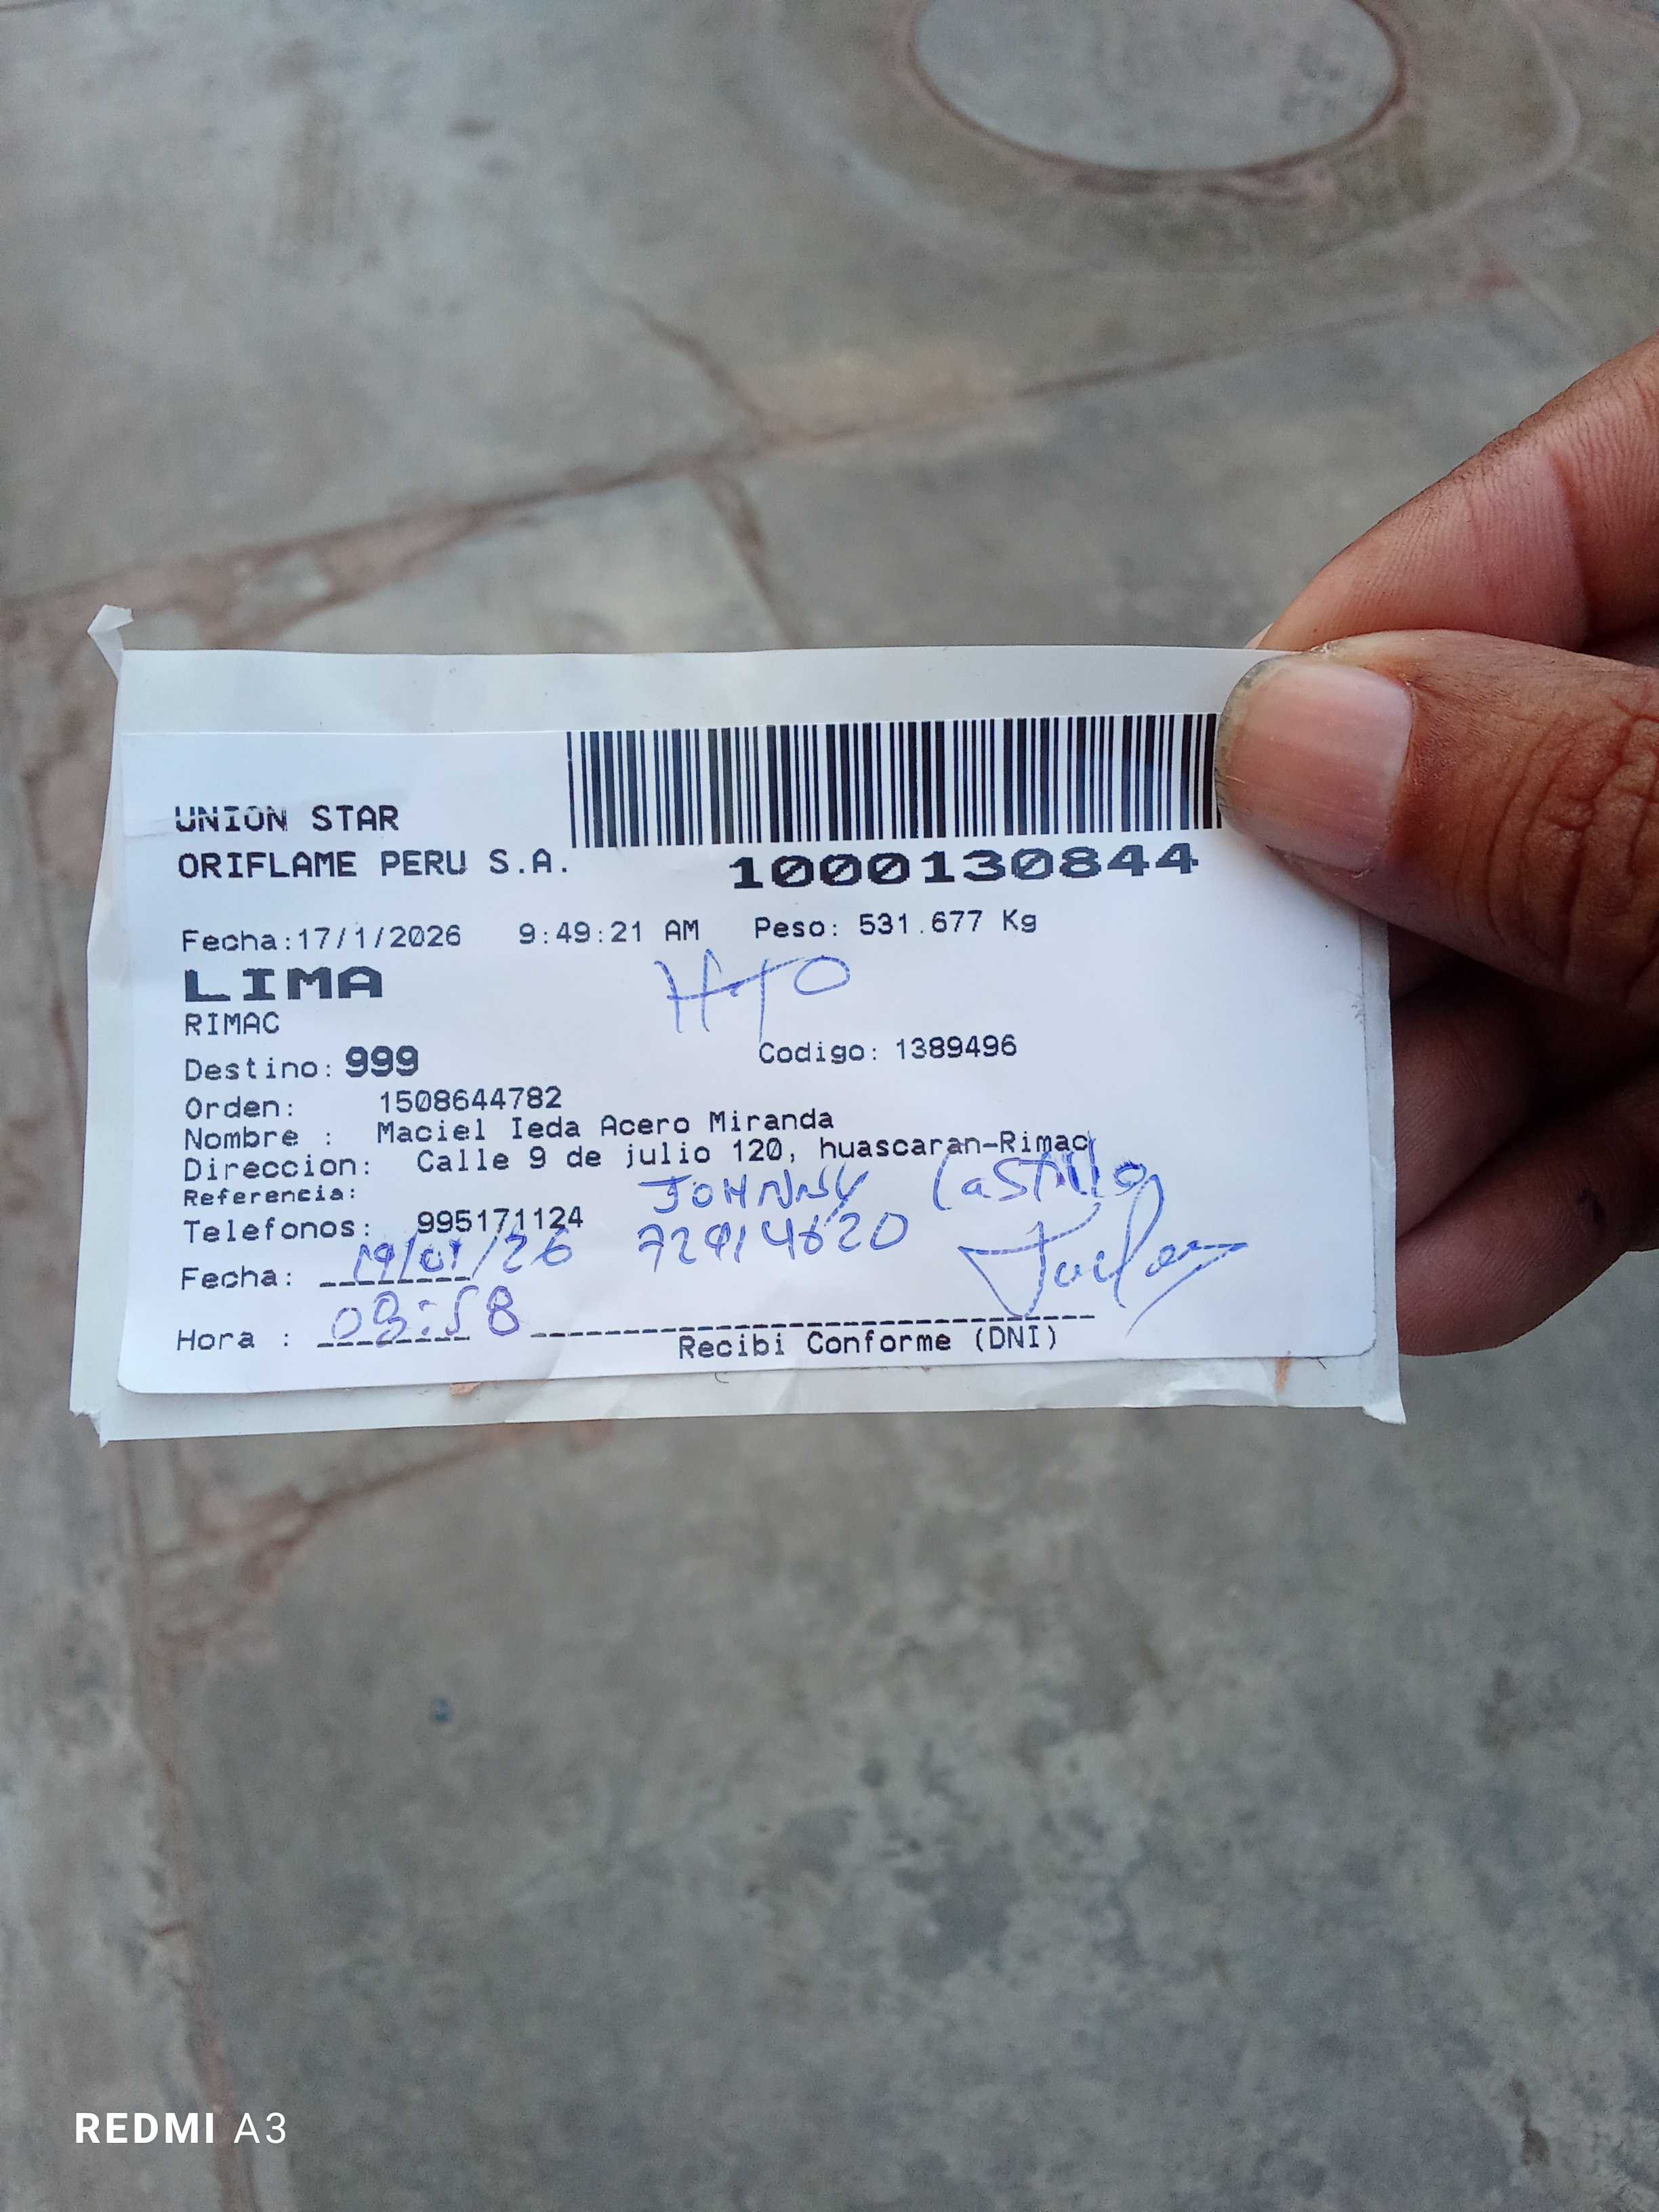 UNION STAR
ORIFLAME PERU S.A.
1000130844
Fecha:17/1/2026 9:49:21 AM Peso: 531.677 Kg
LIMA
RIMAC
Destino: 999 Codigo: 1389496
Orden: 1508644782
Nombre : Maciel Ieda Acero Miranda
Direccion: Calle 9 de julio 120, huascaran-Rimac
Referencia: JOHNNY Castillo
Telefonos: 995171124
Fecha: 19/01/26
Hora : 08:58
Recibi Conforme (DNI)
REDMI A3